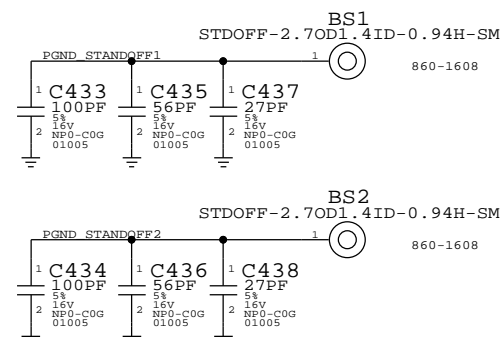 BS1
STDOFF-2.7OD1.4ID-0.94H-SM
PGND_STANDOFF1
1
860-1608
1 C433
100PF
5%
16V
2 NP0-C0G
01005
1 C435
56PF
5%
16V
2 NP0-C0G
01005
1 C437
27PF
5%
16V
2 NP0-C0G
01005
BS2
STDOFF-2.7OD1.4ID-0.94H-SM
PGND_STANDOFF2
1
860-1608
1 C434
100PF
5%
16V
2 NP0-C0G
01005
1 C436
56PF
5%
16V
2 NP0-C0G
01005
1 C438
27PF
5%
16V
2 NP0-C0G
01005